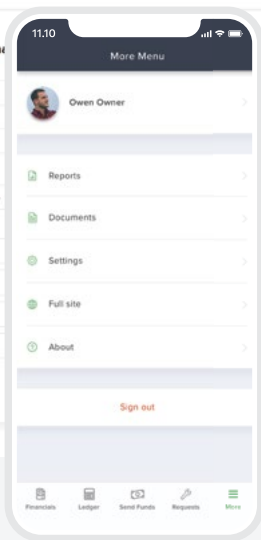 11.10
More Menu
Owen Owner
Reports
Documents
Settings
Full site
About
Sign out
Financials Ledger Send Funds Requests More